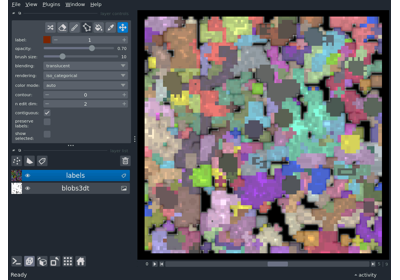 File View Plugins Window Help
label: 1
opacity: 0.70
brush size: 10
blending: translucent
rendering: iso_categorical
color mode: auto
contour: 0
n edit dim: 2
contiguous:
preserve
labels:
show
selected:
labels
blobs3dt
Ready
activity